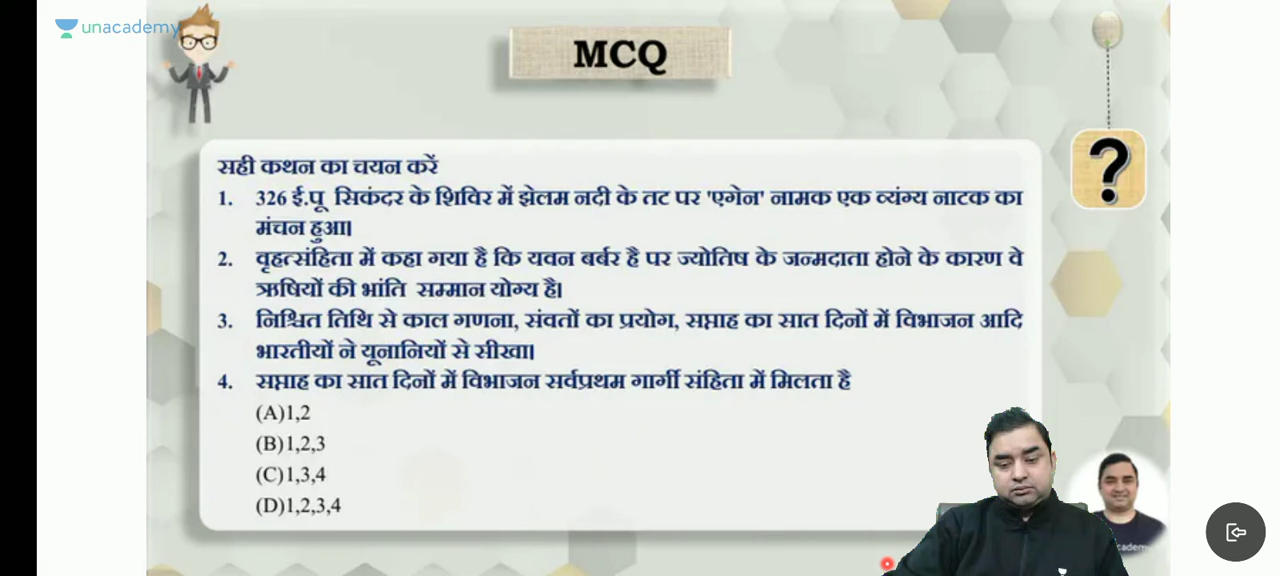 unacademy
MCQ
?
सही कथन का चयन करें
1. 326 ई.पू सिकंदर के शिविर में झेलम नदी के तट पर 'एगेन' नामक एक व्यंग्य नाटक का
मंचन हुआ।
2. वृहत्संहिता में कहा गया है कि यवन बर्बर है पर ज्योतिष के जन्मदाता होने के कारण वे
ऋषियों की भांति सम्मान योग्य है।
3. निश्चित तिथि से काल गणना, संवतों का प्रयोग, सप्ताह का सात दिनों में विभाजन आदि
भारतीयों ने यूनानियों से सीखा।
4. सप्ताह का सात दिनों में विभाजन सर्वप्रथम गार्गी संहिता में मिलता है
(A)1,2
(B)1,2,3
(C)1,3,4
(D)1,2,3,4